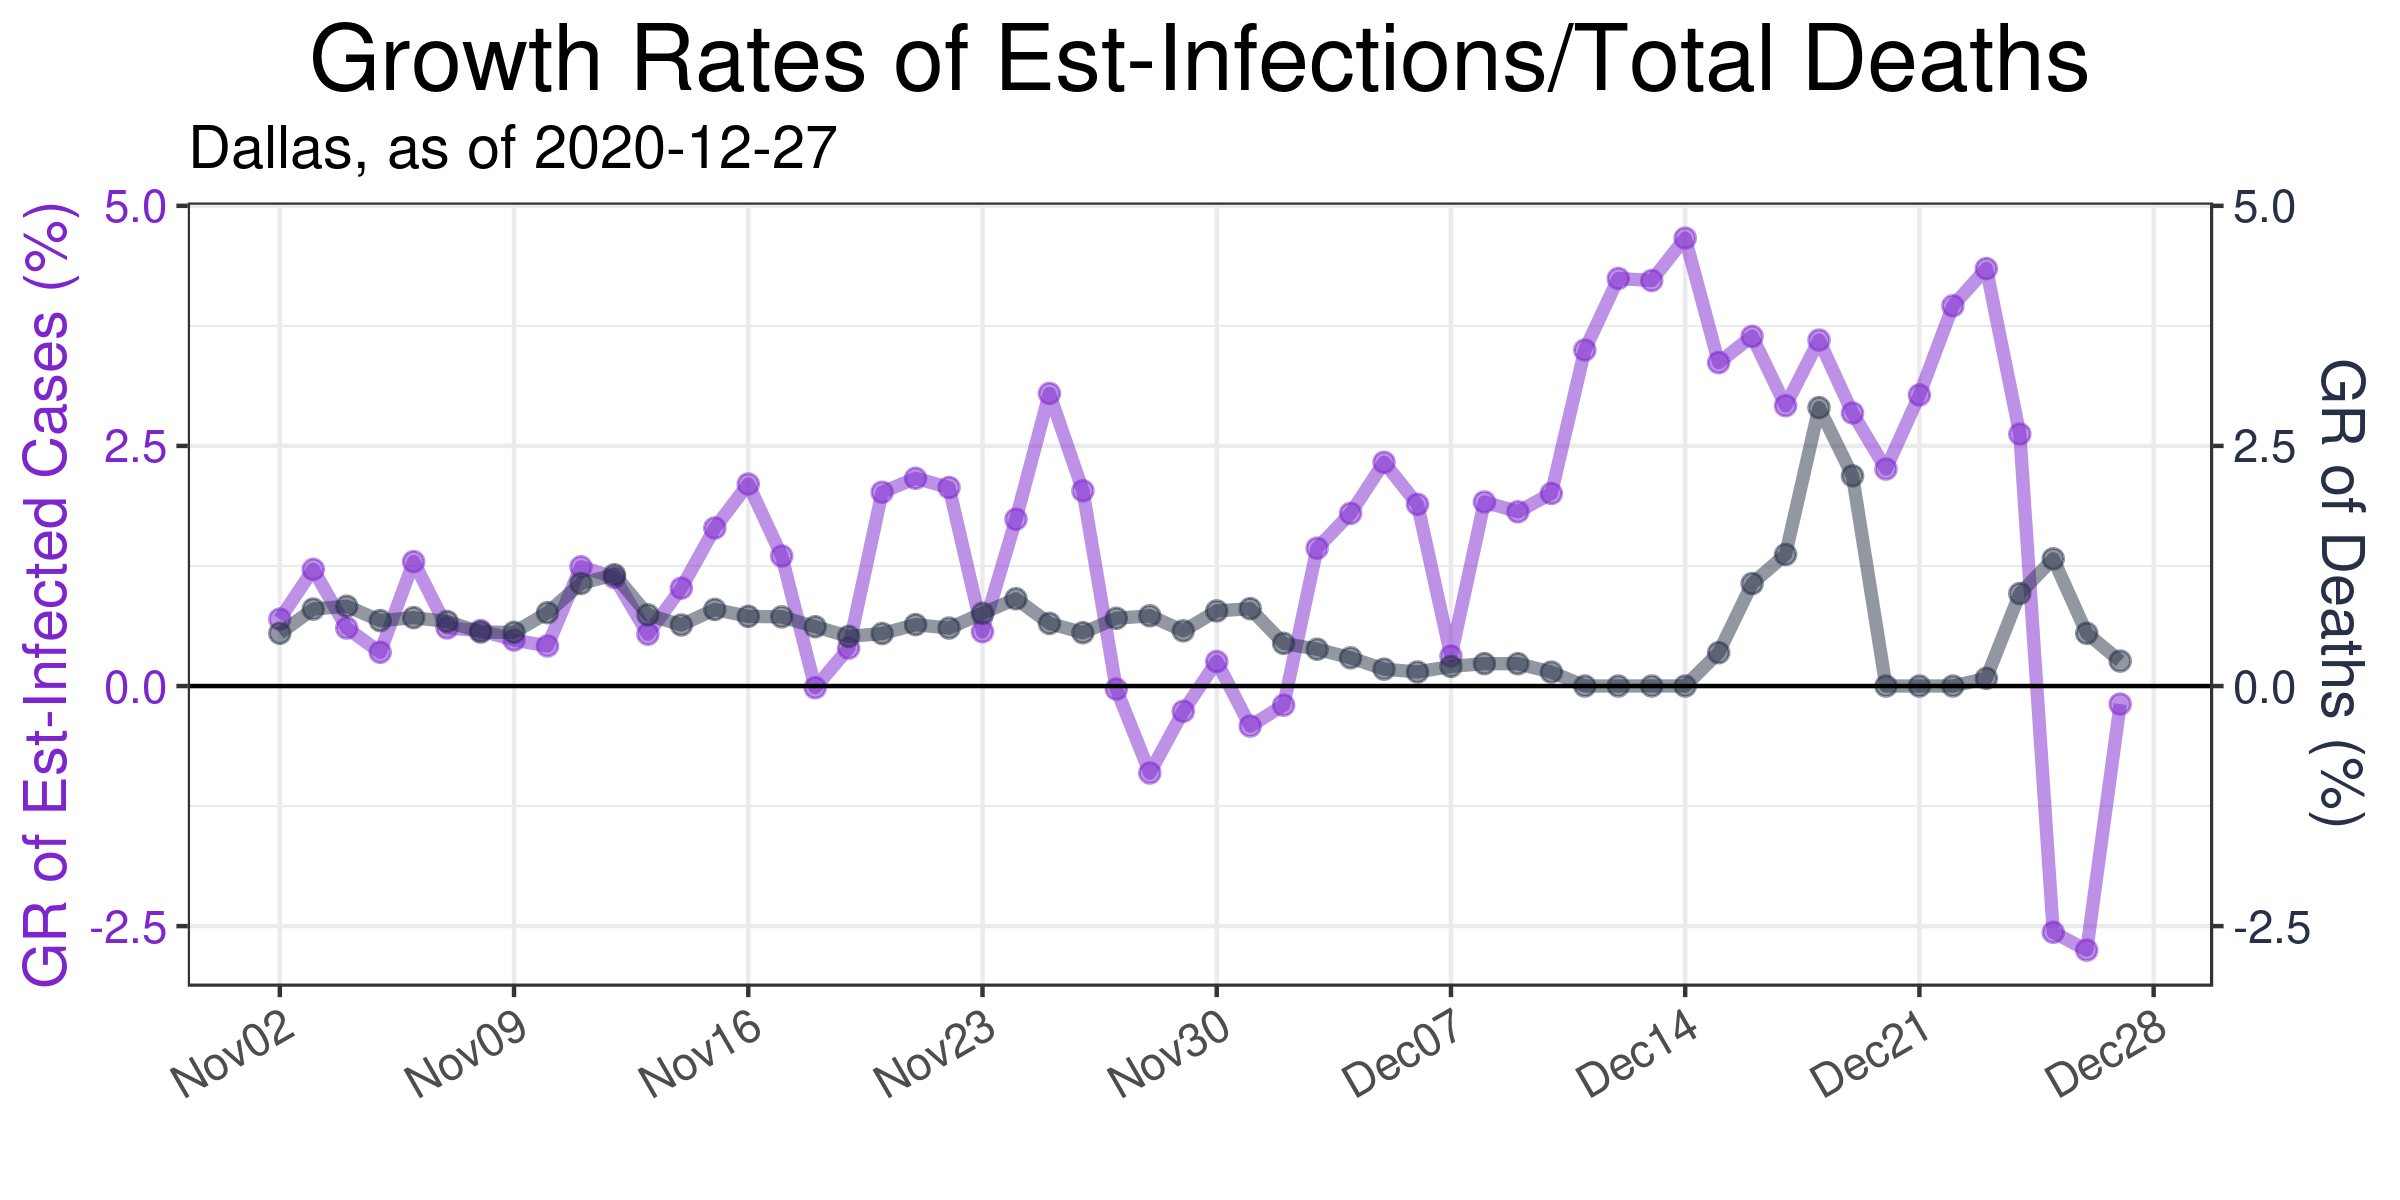 Growth Rates of Est-Infections/Total Deaths
Dallas, as of 2020-12-27
GR of Est-Infected Cases (%)
5.0
2.5
0.0
-2.5
5.0
2.5
0.0
-2.5
GR of Deaths (%)
Nov02
Nov09
Nov16
Nov23
Nov30
Dec07
Dec14
Dec21
Dec28